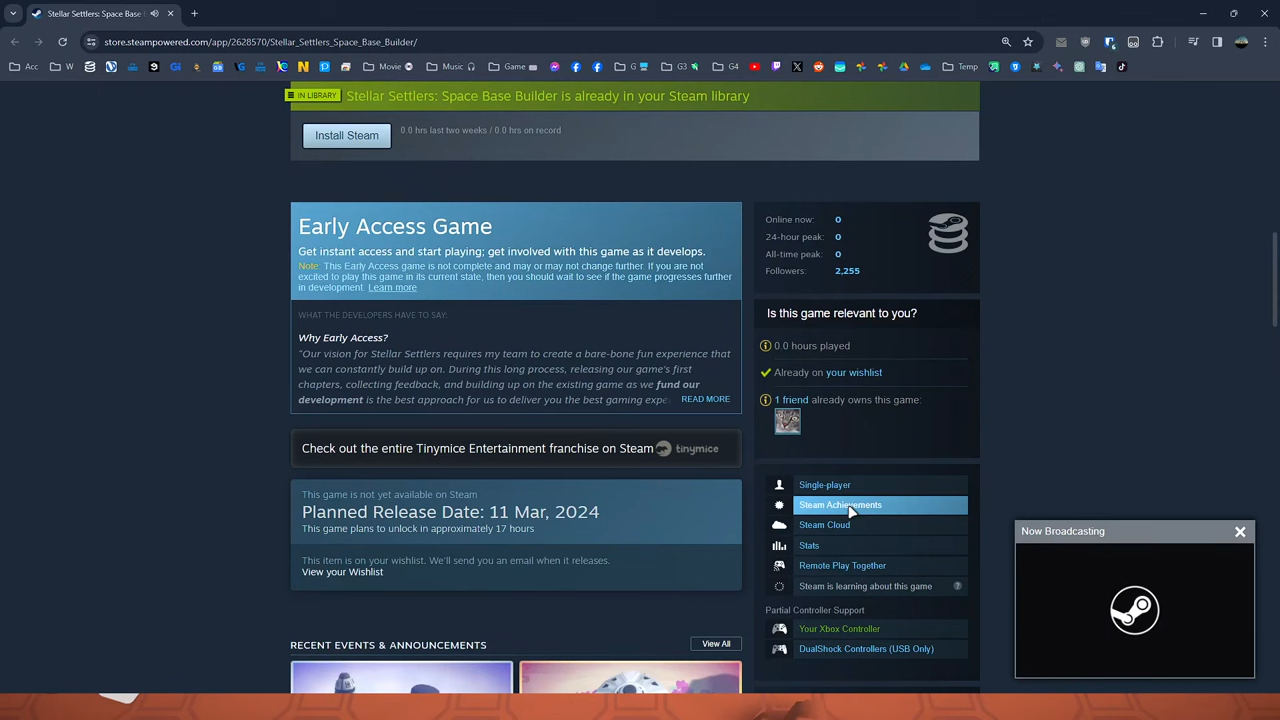 Stellar Settlers: Space Base
store.steampowered.com/app/2628570/Stellar_Settlers_Space_Base_Builder/
Acc
W
Movie
Music
Game
G
G3
G4
Temp
IN LIBRARY
Stellar Settlers: Space Base Builder is already in your Steam library
Install Steam
0.0 hrs last two weeks / 0.0 hrs on record
Early Access Game
Get instant access and start playing; get involved with this game as it develops.
Note: This Early Access game is not complete and may or may not change further. If you are not
excited to play this game in its current state, then you should wait to see if the game progresses further
in development. Learn more
WHAT THE DEVELOPERS HAVE TO SAY:
Why Early Access?
"Our vision for Stellar Settlers requires my team to create a bare-bone fun experience that
we can constantly build up on. During this long process, releasing our game's first
chapters, collecting feedback, and building up on the existing game as we fund our
development is the best approach for us to deliver you the best gaming expe
READ MORE
Check out the entire Tinymice Entertainment franchise on Steam
tinymice
This game is not yet available on Steam
Planned Release Date: 11 Mar, 2024
This game plans to unlock in approximately 17 hours
This item is on your wishlist. We'll send you an email when it releases.
View your Wishlist
RECENT EVENTS & ANNOUNCEMENTS
View All
Online now: 0
24-hour peak: 0
All-time peak: 0
Followers: 2,255
Is this game relevant to you?
0.0 hours played
Already on your wishlist
1 friend already owns this game:
Single-player
Steam Achievements
Steam Cloud
Stats
Remote Play Together
Steam is learning about this game ?
Partial Controller Support
Your Xbox Controller
DualShock Controllers (USB Only)
Now Broadcasting